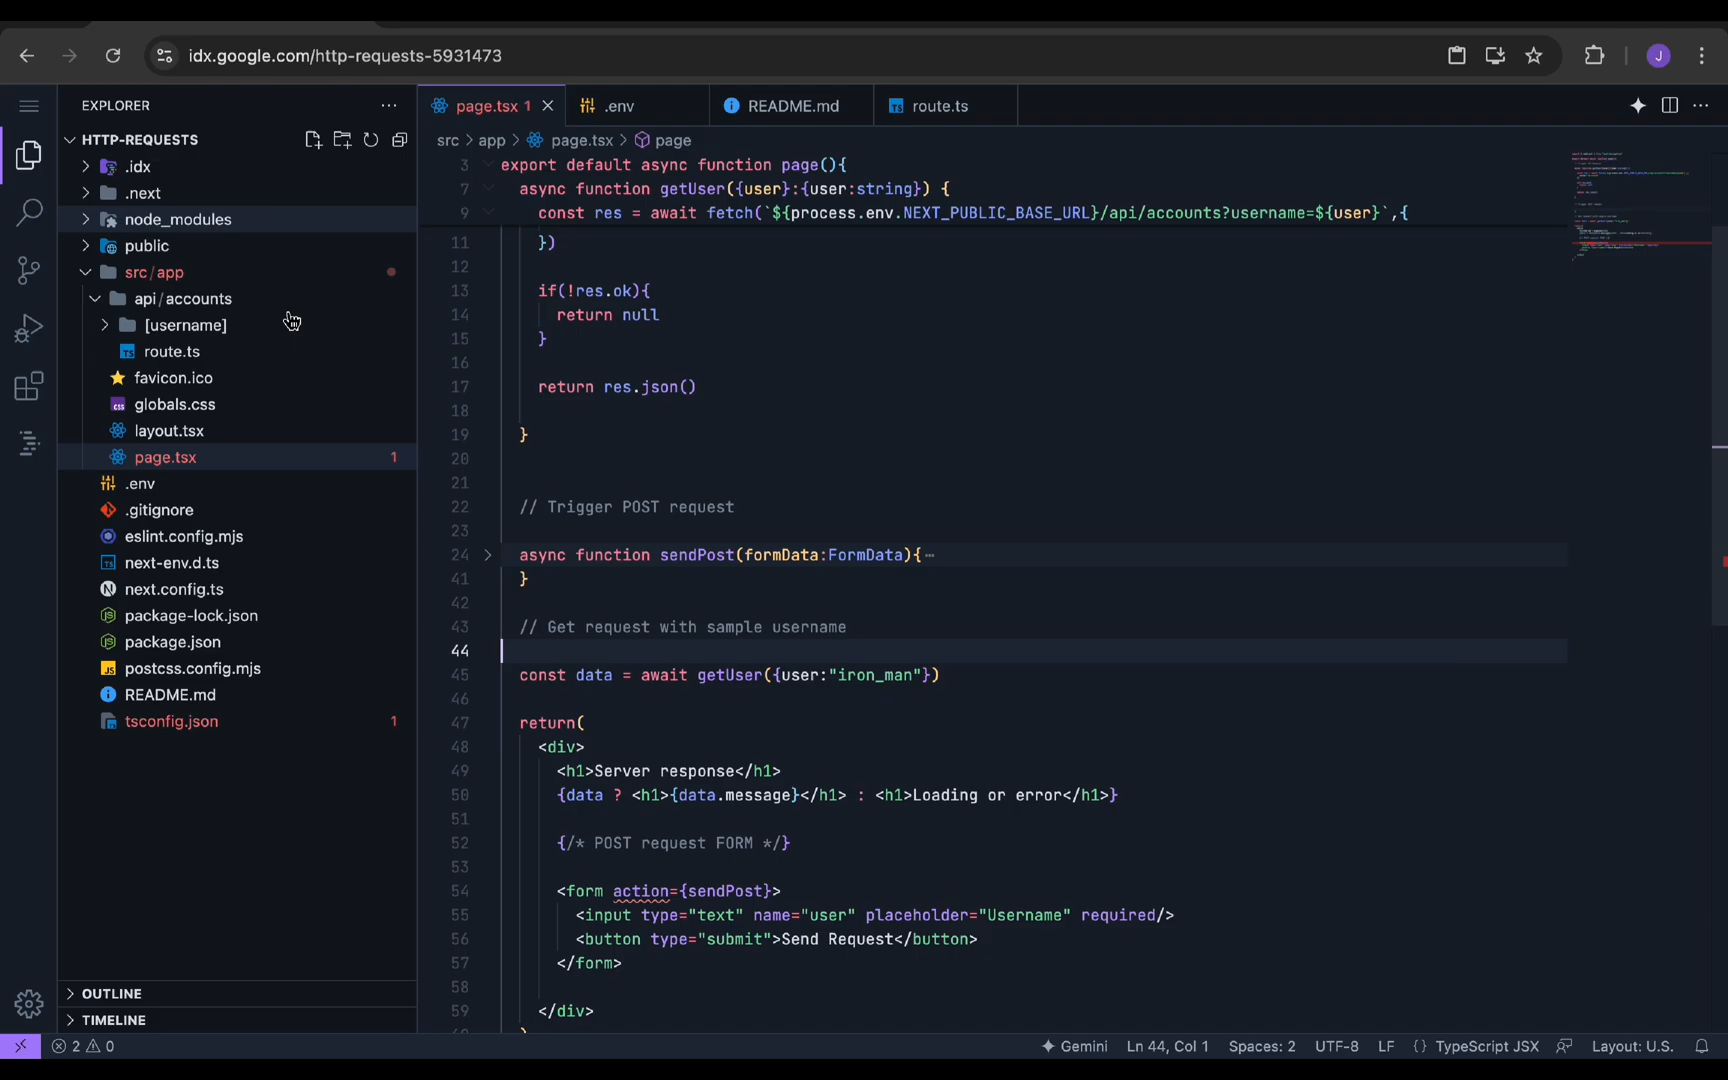 idx.google.com/http-requests-5931473
J
EXPLORER
HTTP-REQUESTS
.idx
.next
node_modules
public
src/app
api/accounts
[username]
route.ts
favicon.ico
globals.css
layout.tsx
page.tsx 1
.env
.gitignore
eslint.config.mjs
next-env.d.ts
next.config.ts
package-lock.json
package.json
postcss.config.mjs
README.md
tsconfig.json 1
OUTLINE
TIMELINE
page.tsx 1
.env
README.md
route.ts
src > app > page.tsx > page
3 export default async function page(){
7 async function getUser({user}:{user:string}) {
9 const res = await fetch(`${process.env.NEXT_PUBLIC_BASE_URL}/api/accounts?username=${user}`,{
11 })
12
13 if(!res.ok){
14 return null
15 }
16
17 return res.json()
18
19 }
20
21
22 // Trigger POST request
23
24 async function sendPost(formData:FormData){⋯
41 }
42
43 // Get request with sample username
44
45 const data = await getUser({user:"iron_man"})
46
47 return(
48 <div>
49 <h1>Server response</h1>
50 {data ? <h1>{data.message}</h1> : <h1>Loading or error</h1>}
51
52 {/* POST request FORM */}
53
54 <form action={sendPost}>
55 <input type="text" name="user" placeholder="Username" required/>
56 <button type="submit">Send Request</button>
57 </form>
58
59 </div>
2 0
Gemini
Ln 44, Col 1
Spaces: 2
UTF-8
LF
{} TypeScript JSX
Layout: U.S.